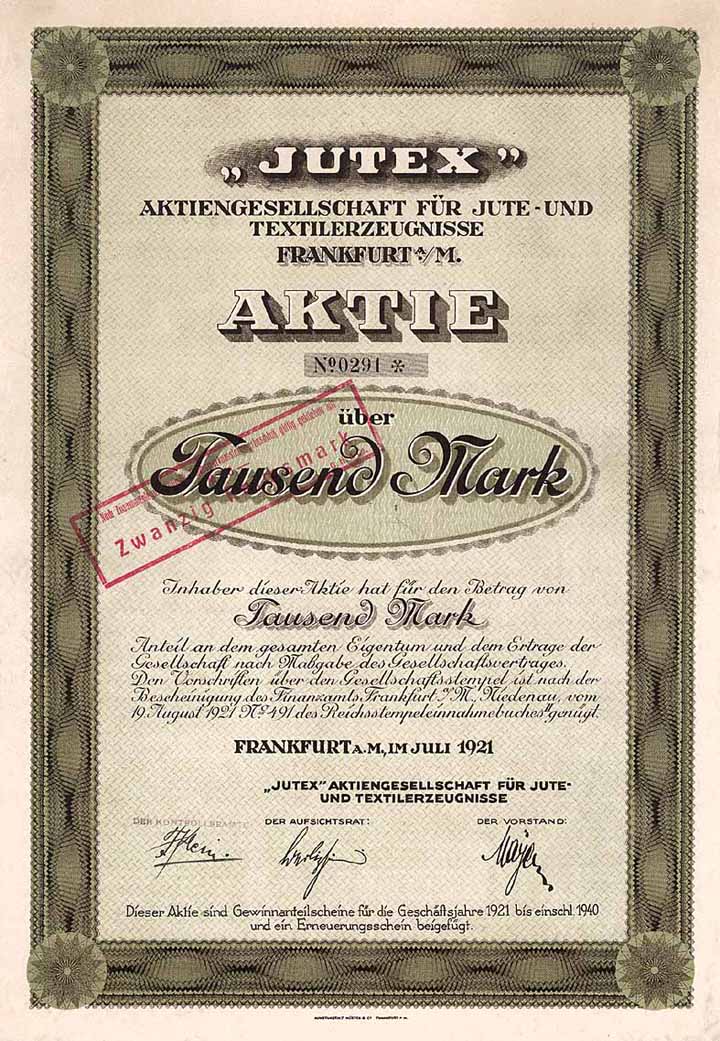 „JUTEX”
AKTIENGESELLSCHAFT FÜR JUTE-UND
TEXTILERZEUGNISSE
FRANKFURT A/M.
AKTIE
No 0291 *
über
Tausend Mark
Zwanzig
Inhaber dieser Aktie hat für den Betrag von
Tausend Mark
Anteil an dem gesamten Eigentum und dem Ertrage der
Gesellschaft nach Maßgabe des Gesellschaftsvertrages.
Den Vorschriften über den Gesellschaftsstempel ist nach der
Bescheinigung des Finanzamts, Frankfurt a/M., Niedenau, vom
19. August 1921 No 491 des Reichsstempeleinnahmebuches II genügt.
FRANKFURT A.M., IM JULI 1921
„JUTEX” AKTIENGESELLSCHAFT FÜR JUTE-
UND TEXTILERZEUGNISSE
DER KONTROLLBEAMTE: DER AUFSICHTSRAT: DER VORSTAND:
Dieser Aktie sind Gewinnanteilscheine für die Geschäftsjahre 1921 bis einschl. 1940
und ein Erneuerungsschein beigefügt.